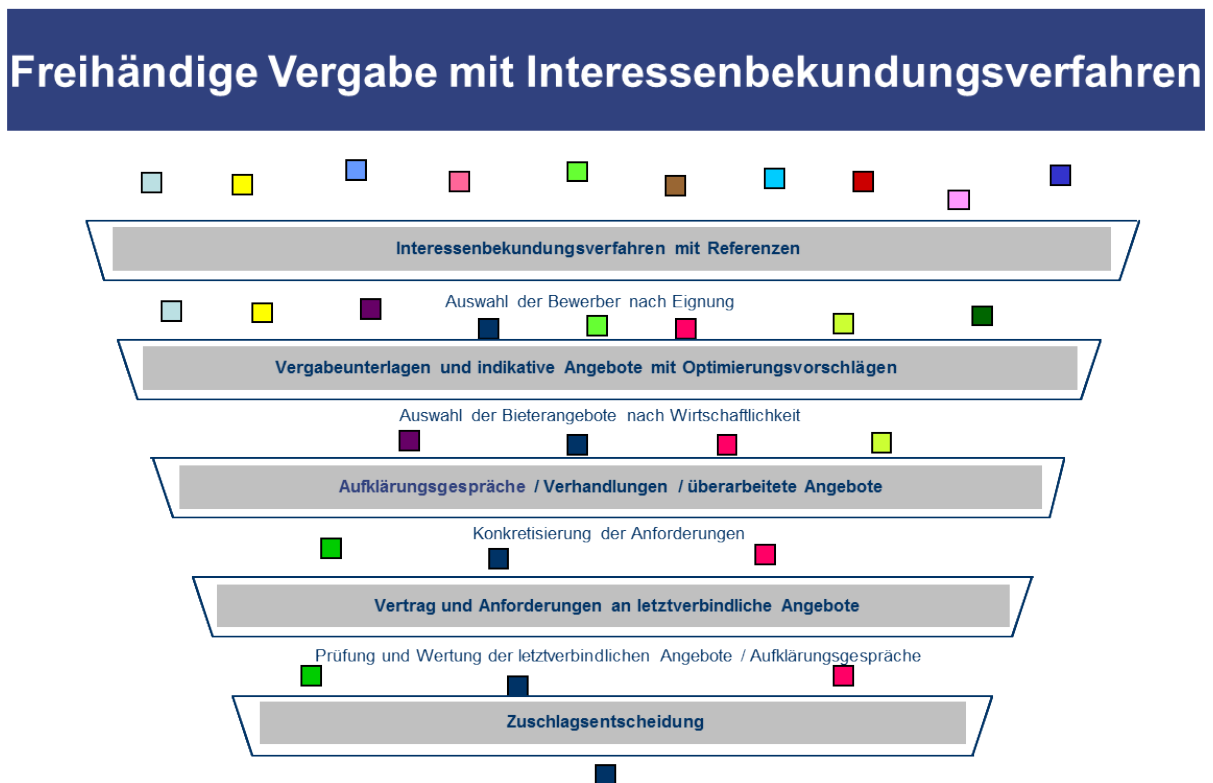 Freihändige Vergabe mit Interessenbekundungsverfahren
Interessenbekundungsverfahren mit Referenzen
Auswahl der Bewerber nach Eignung
Vergabeunterlagen und indikative Angebote mit Optimierungsvorschlägen
Auswahl der Bieterangebote nach Wirtschaftlichkeit
Aufklärungsgespräche / Verhandlungen / überarbeitete Angebote
Konkretisierung der Anforderungen
Vertrag und Anforderungen an letztverbindliche Angebote
Prüfung und Wertung der letztverbindlichen Angebote / Aufklärungsgespräche
Zuschlagsentscheidung